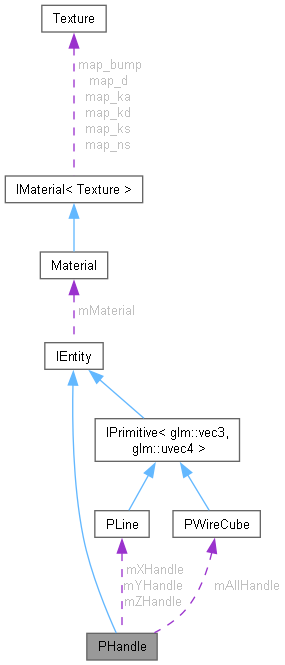 Texture
map_bump
map_d
map_ka
map_kd
map_ks
map_ns
IMaterial< Texture >
Material
mMaterial
IEntity
IPrimitive< glm::vec3,
glm::uvec4 >
PLine
PWireCube
mXHandle
mYHandle
mZHandle
mAllHandle
PHandle